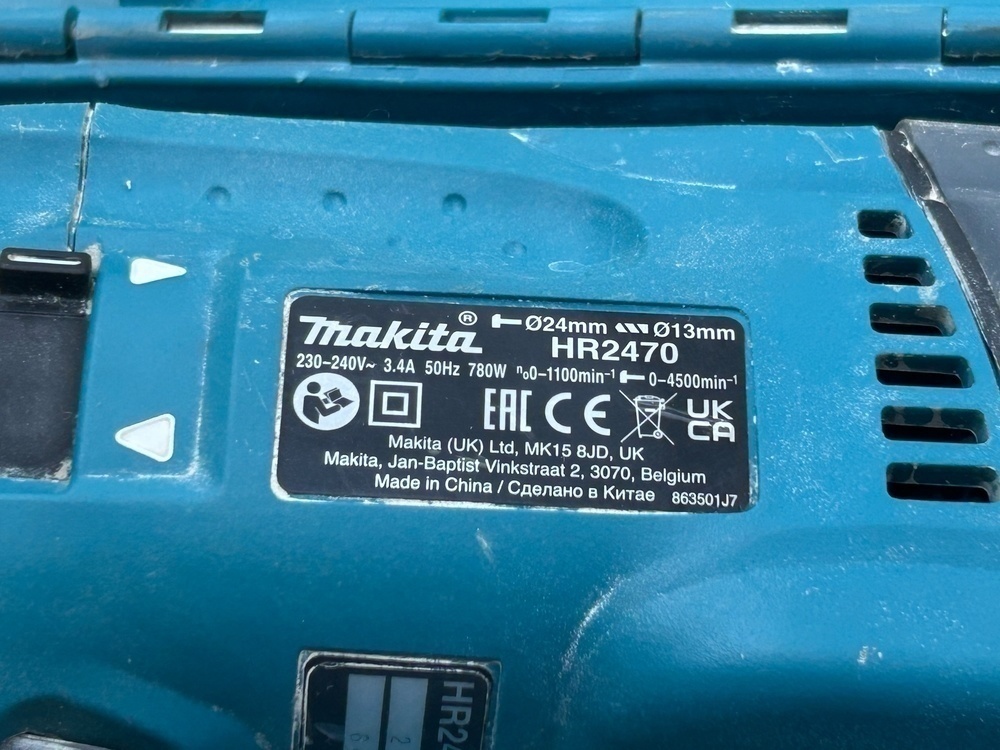 Makita® Ø24mm Ø13mm
HR2470
230-240V~ 3.4A 50Hz 780W n₀0-1100min⁻¹ 0-4500min⁻¹
EAC CE UK CA
Makita (UK) Ltd, MK15 8JD, UK
Makita, Jan-Baptist Vinkstraat 2, 3070, Belgium
Made in China / Сделано в Китае 863501J7
HR24